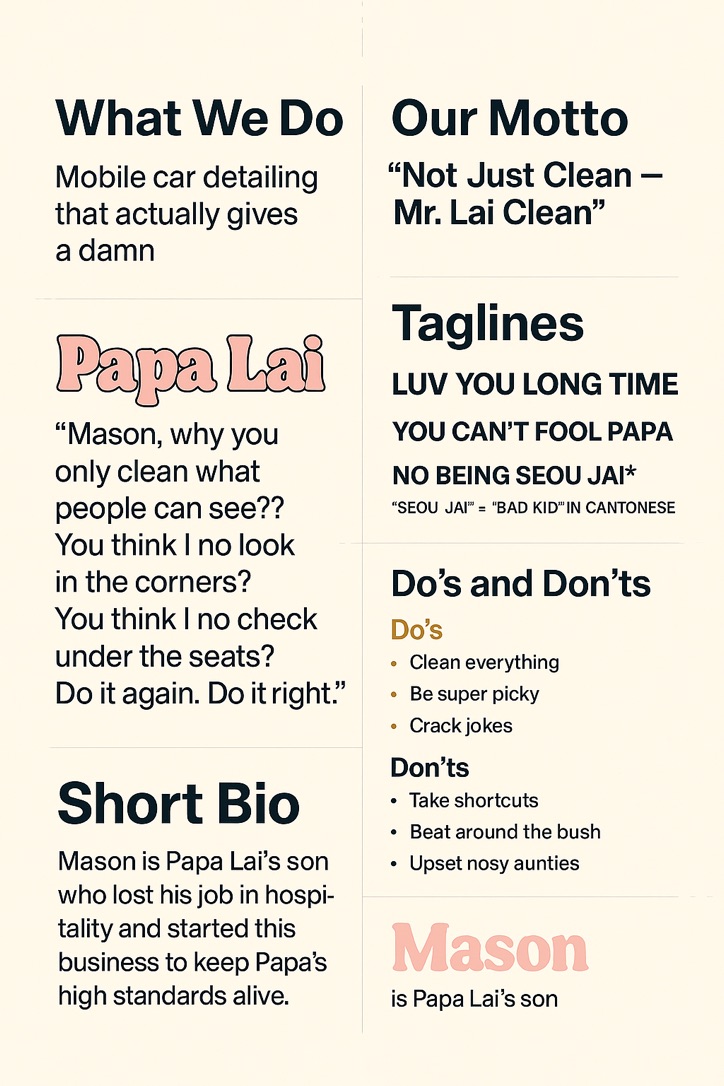 What We Do
Mobile car detailing
that actually gives
a damn
Papa Lai
“Mason, why you
only clean what
people can see??
You think I no look
in the corners?
You think I no check
under the seats?
Do it again. Do it right.”
Short Bio
Mason is Papa Lai’s son
who lost his job in hospi-
tality and started this
business to keep Papa’s
high standards alive.
Our Motto
“Not Just Clean –
Mr. Lai Clean”
Taglines
LUV YOU LONG TIME
YOU CAN’T FOOL PAPA
NO BEING SEOU JAI*
“SEOU JAI”” = “BAD KID”” IN CANTONESE
Do’s and Don’ts
Do’s
• Clean everything
• Be super picky
• Crack jokes
Don’ts
• Take shortcuts
• Beat around the bush
• Upset nosy aunties
Mason
is Papa Lai’s son